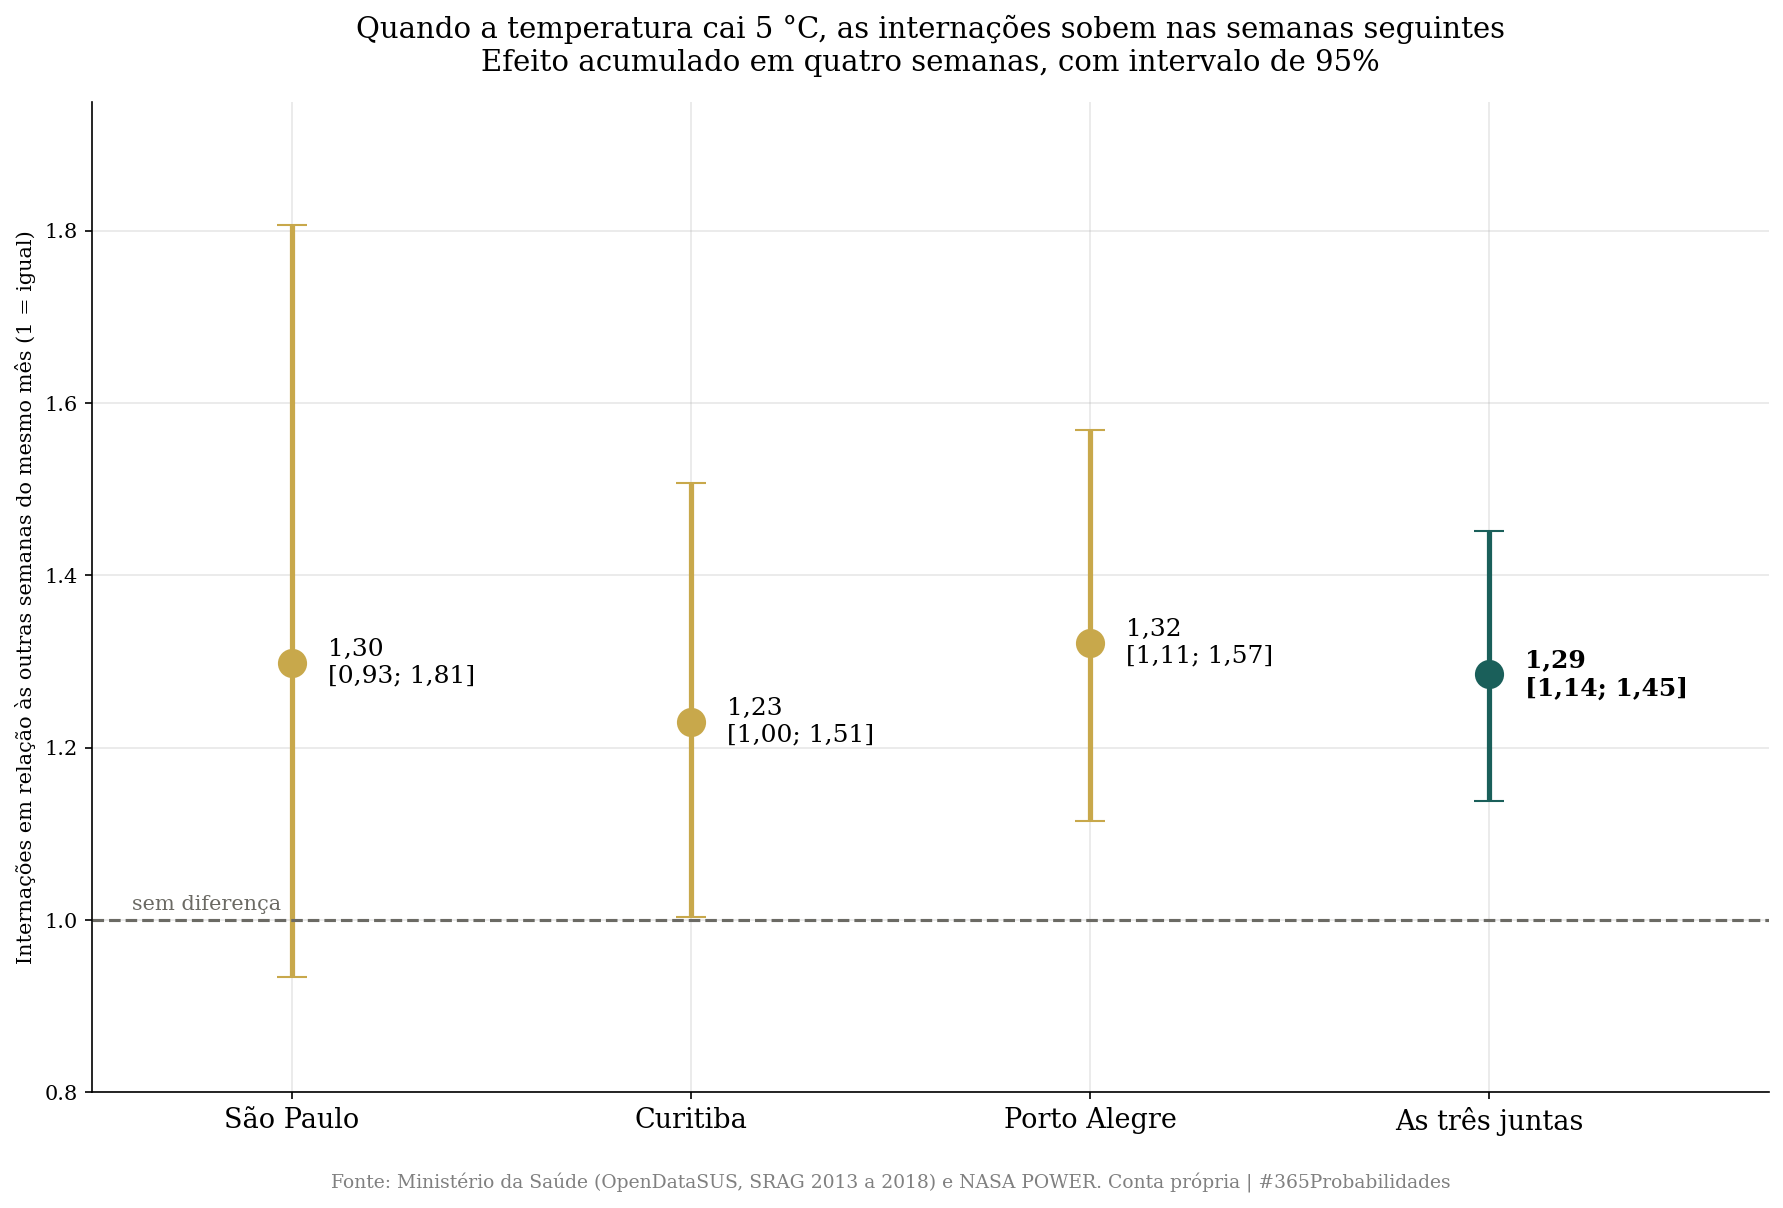 Quando a temperatura cai 5 °C, as internações sobem nas semanas seguintes
Efeito acumulado em quatro semanas, com intervalo de 95%
Internações em relação às outras semanas do mesmo mês (1 = igual)
1.8
1.6
1.4
1.2
1.0
0.8
1,30
[0,93; 1,81]
1,23
[1,00; 1,51]
1,32
[1,11; 1,57]
1,29
[1,14; 1,45]
sem diferença
São Paulo
Curitiba
Porto Alegre
As três juntas
Fonte: Ministério da Saúde (OpenDataSUS, SRAG 2013 a 2018) e NASA POWER. Conta própria | #365Probabilidades